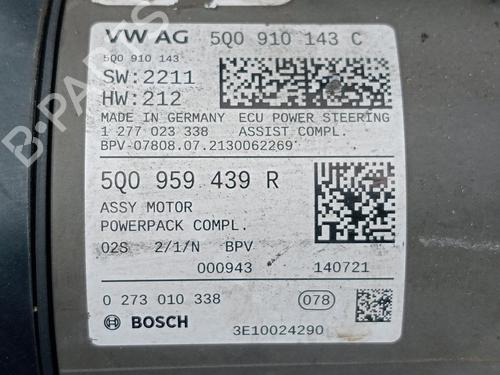 VW AG 5Q0 910 143 C
5Q0 910 143
SW:2211
HW:212
MADE IN GERMANY ECU POWER STEERING
1 277 023 338 ASSIST COMPL.
BPV-07808.07.2130062269
5Q0 959 439 R
ASSY MOTOR
POWERPACK COMPL.
02S 2/1/N BPV
000943 140721
0 273 010 338 078
BOSCH 3E10024290
B-PARTS